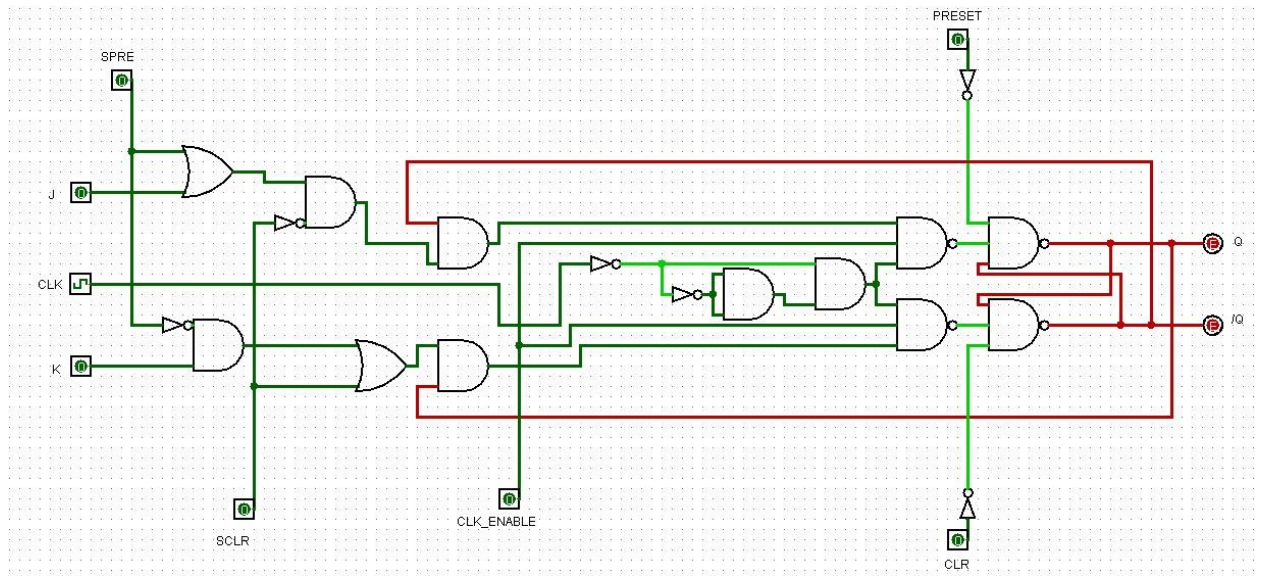 PRESET
SPRE
J
Q
CLK
/Q
K
CLK_ENABLE
SCLR
CLR